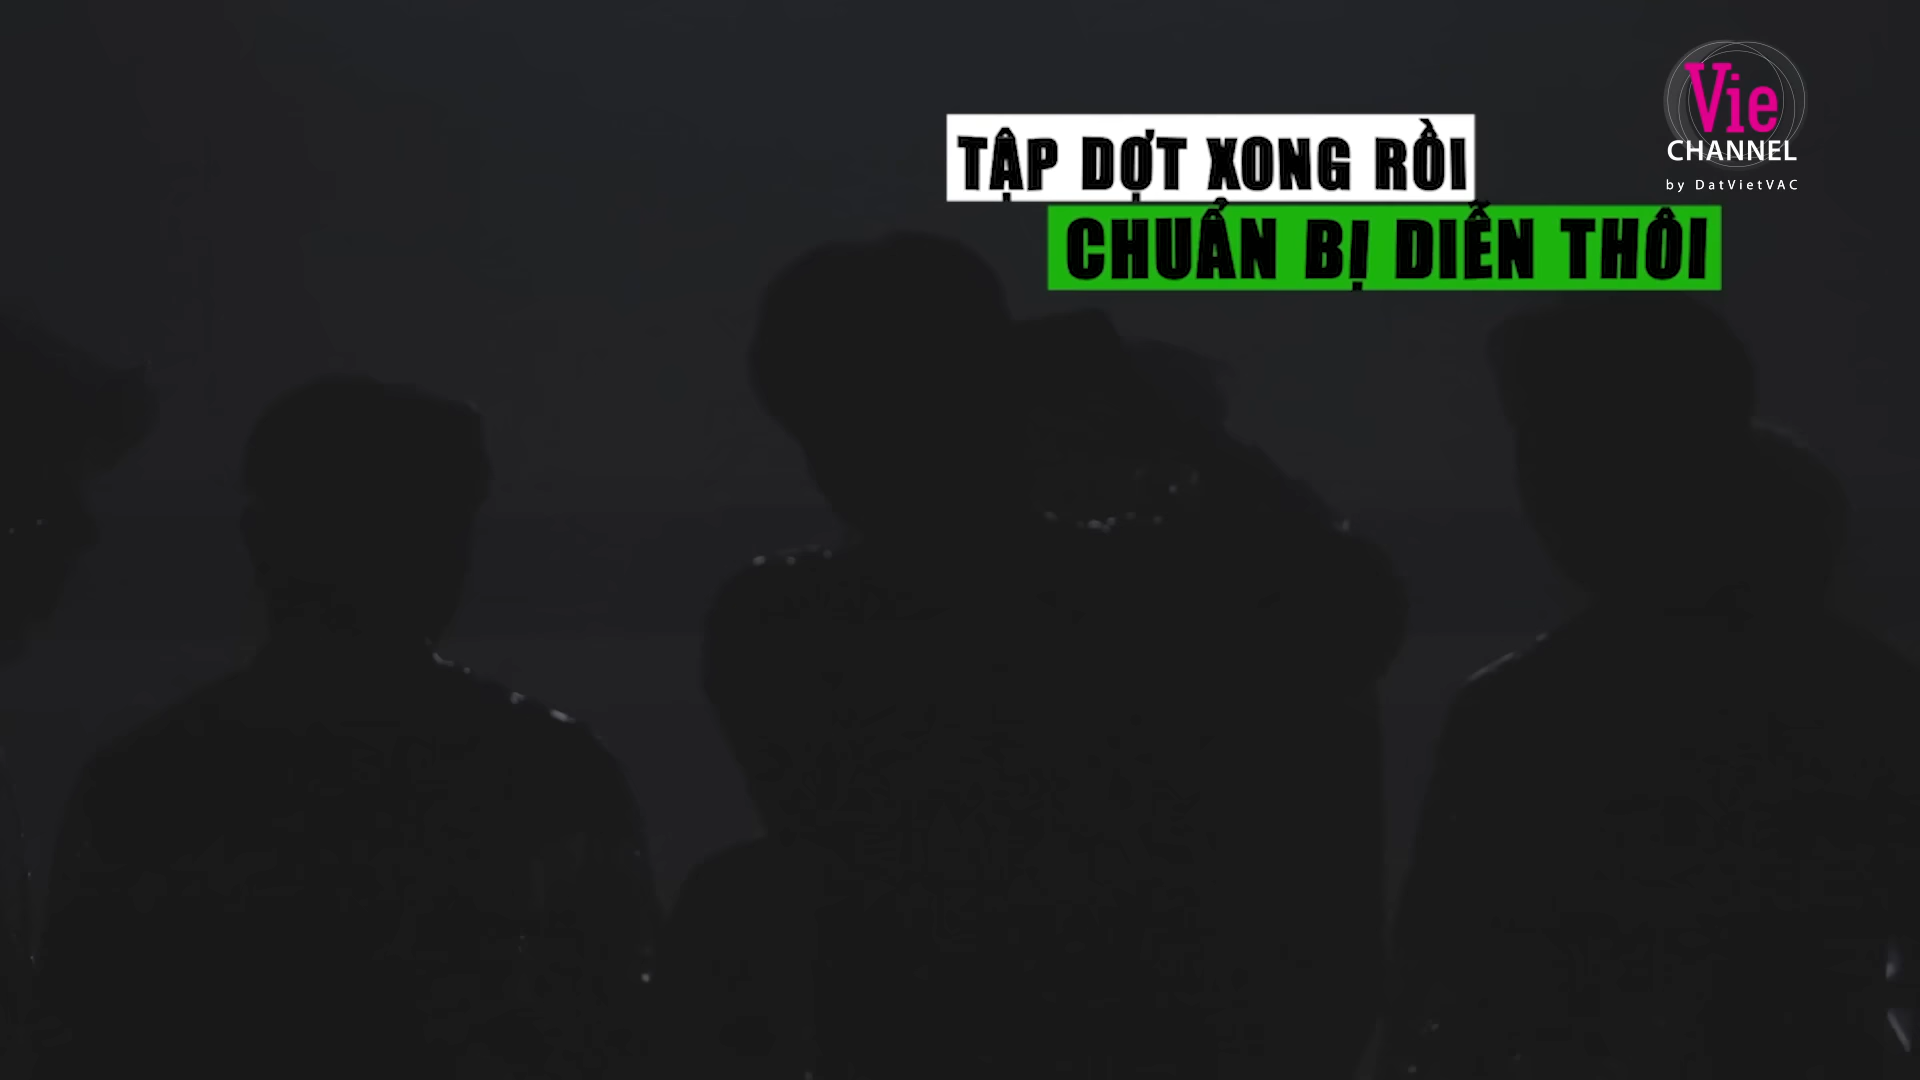 Vie
CHANNEL
by DatVietVAC
TẬP DỢT XONG RỒI
CHUẨN BỊ DIỄN THÔI